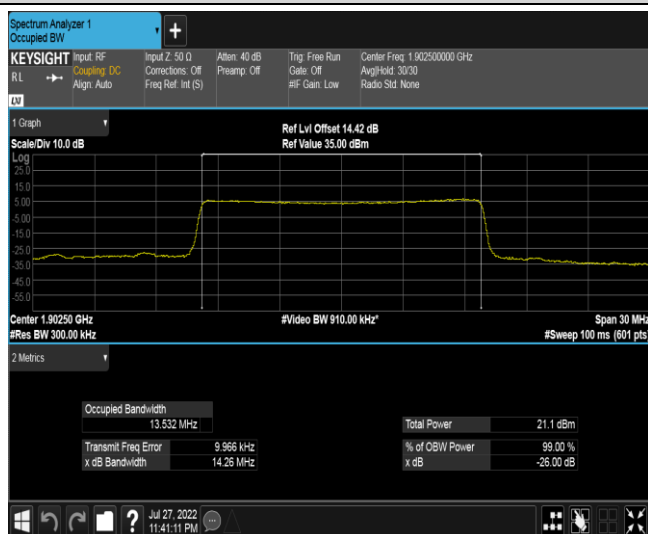 Spectrum Analyzer 1
Occupied BW
+
KEYSIGHT
RL
LXI
Input: RF
Coupling: DC
Align: Auto
Input Z: 50 Ω
Corrections: Off
Freq Ref: Int (S)
Atten: 40 dB
Preamp: Off
Trig: Free Run
Gate: Off
#IF Gain: Low
Center Freq: 1.902500000 GHz
Avg|Hold: 30/30
Radio Std: None
1 Graph
Scale/Div 10.0 dB
Ref Lvl Offset 14.42 dB
Ref Value 35.00 dBm
Log
25.0
15.0
5.00
-5.00
-15.0
-25.0
-35.0
-45.0
-55.0
Center 1.90250 GHz
#Res BW 300.00 kHz
#Video BW 910.00 kHz*
Span 30 MHz
#Sweep 100 ms (601 pts)
2 Metrics
Occupied Bandwidth
13.532 MHz
Total Power 21.1 dBm
Transmit Freq Error 9.966 kHz
% of OBW Power 99.00 %
x dB Bandwidth 14.26 MHz
x dB -26.00 dB
?
Jul 27, 2022
11:41:11 PM